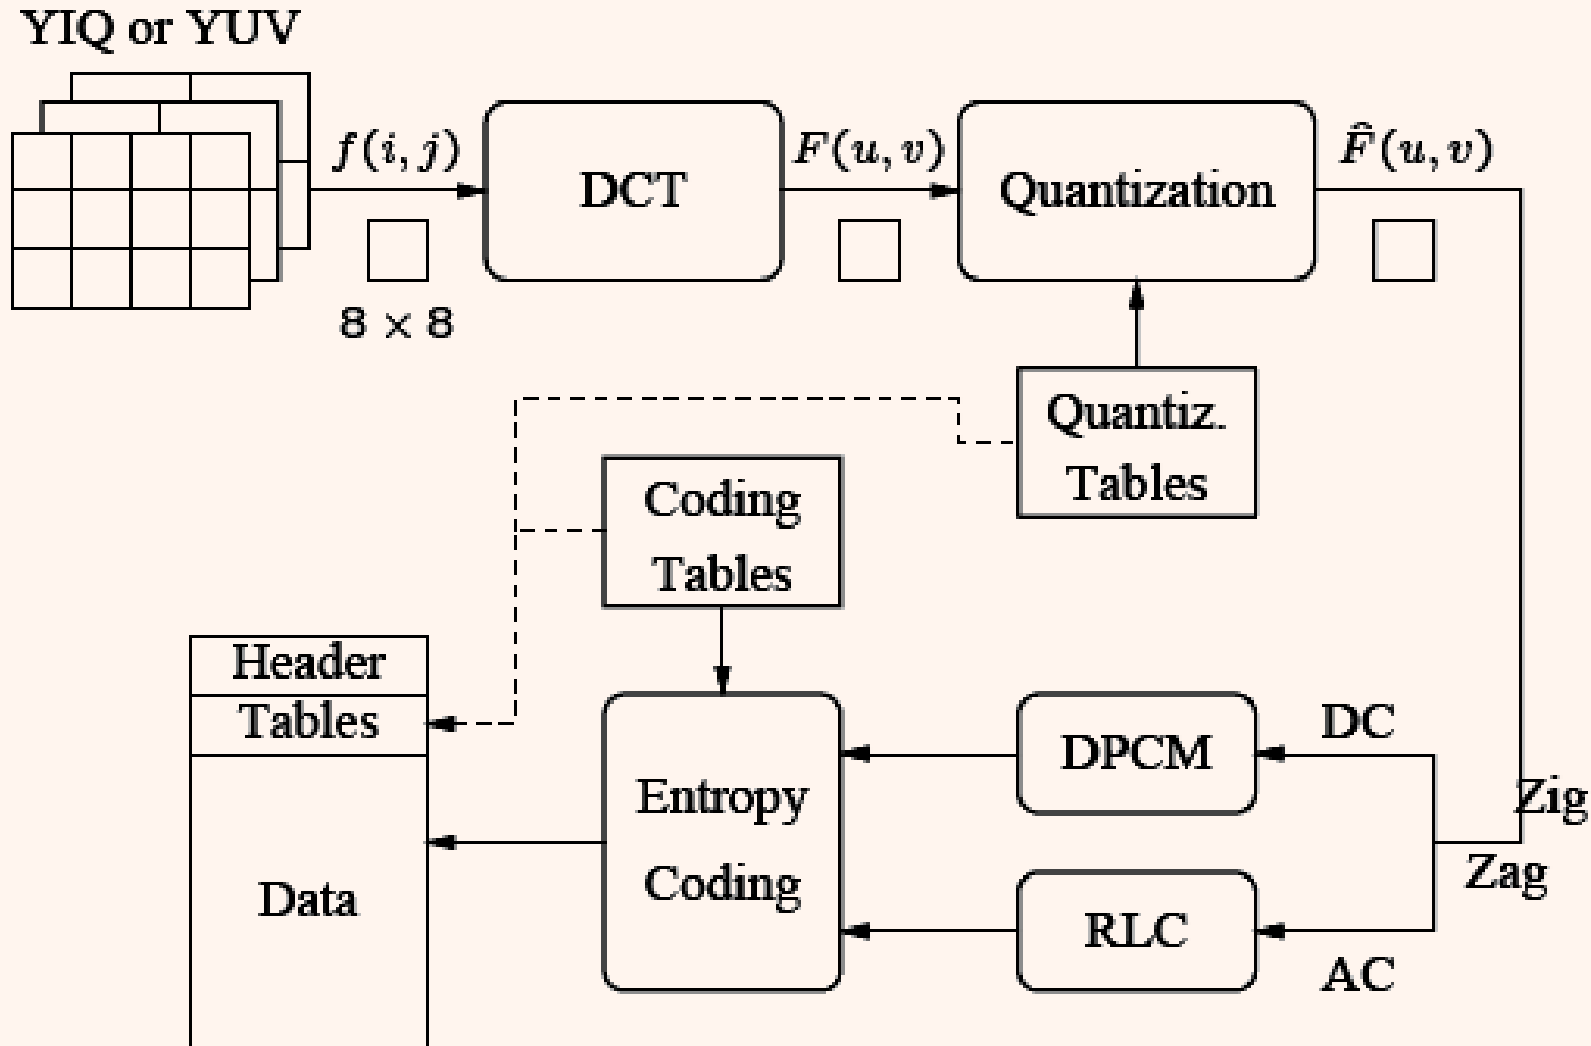 YIQ or YUV
f(i, j)
8 × 8
DCT
F(u, v)
Quantization
F̂(u, v)
Quantiz.
Tables
Coding
Tables
Header
Tables
Data
Entropy
Coding
DPCM
DC
Zig
Zag
RLC
AC